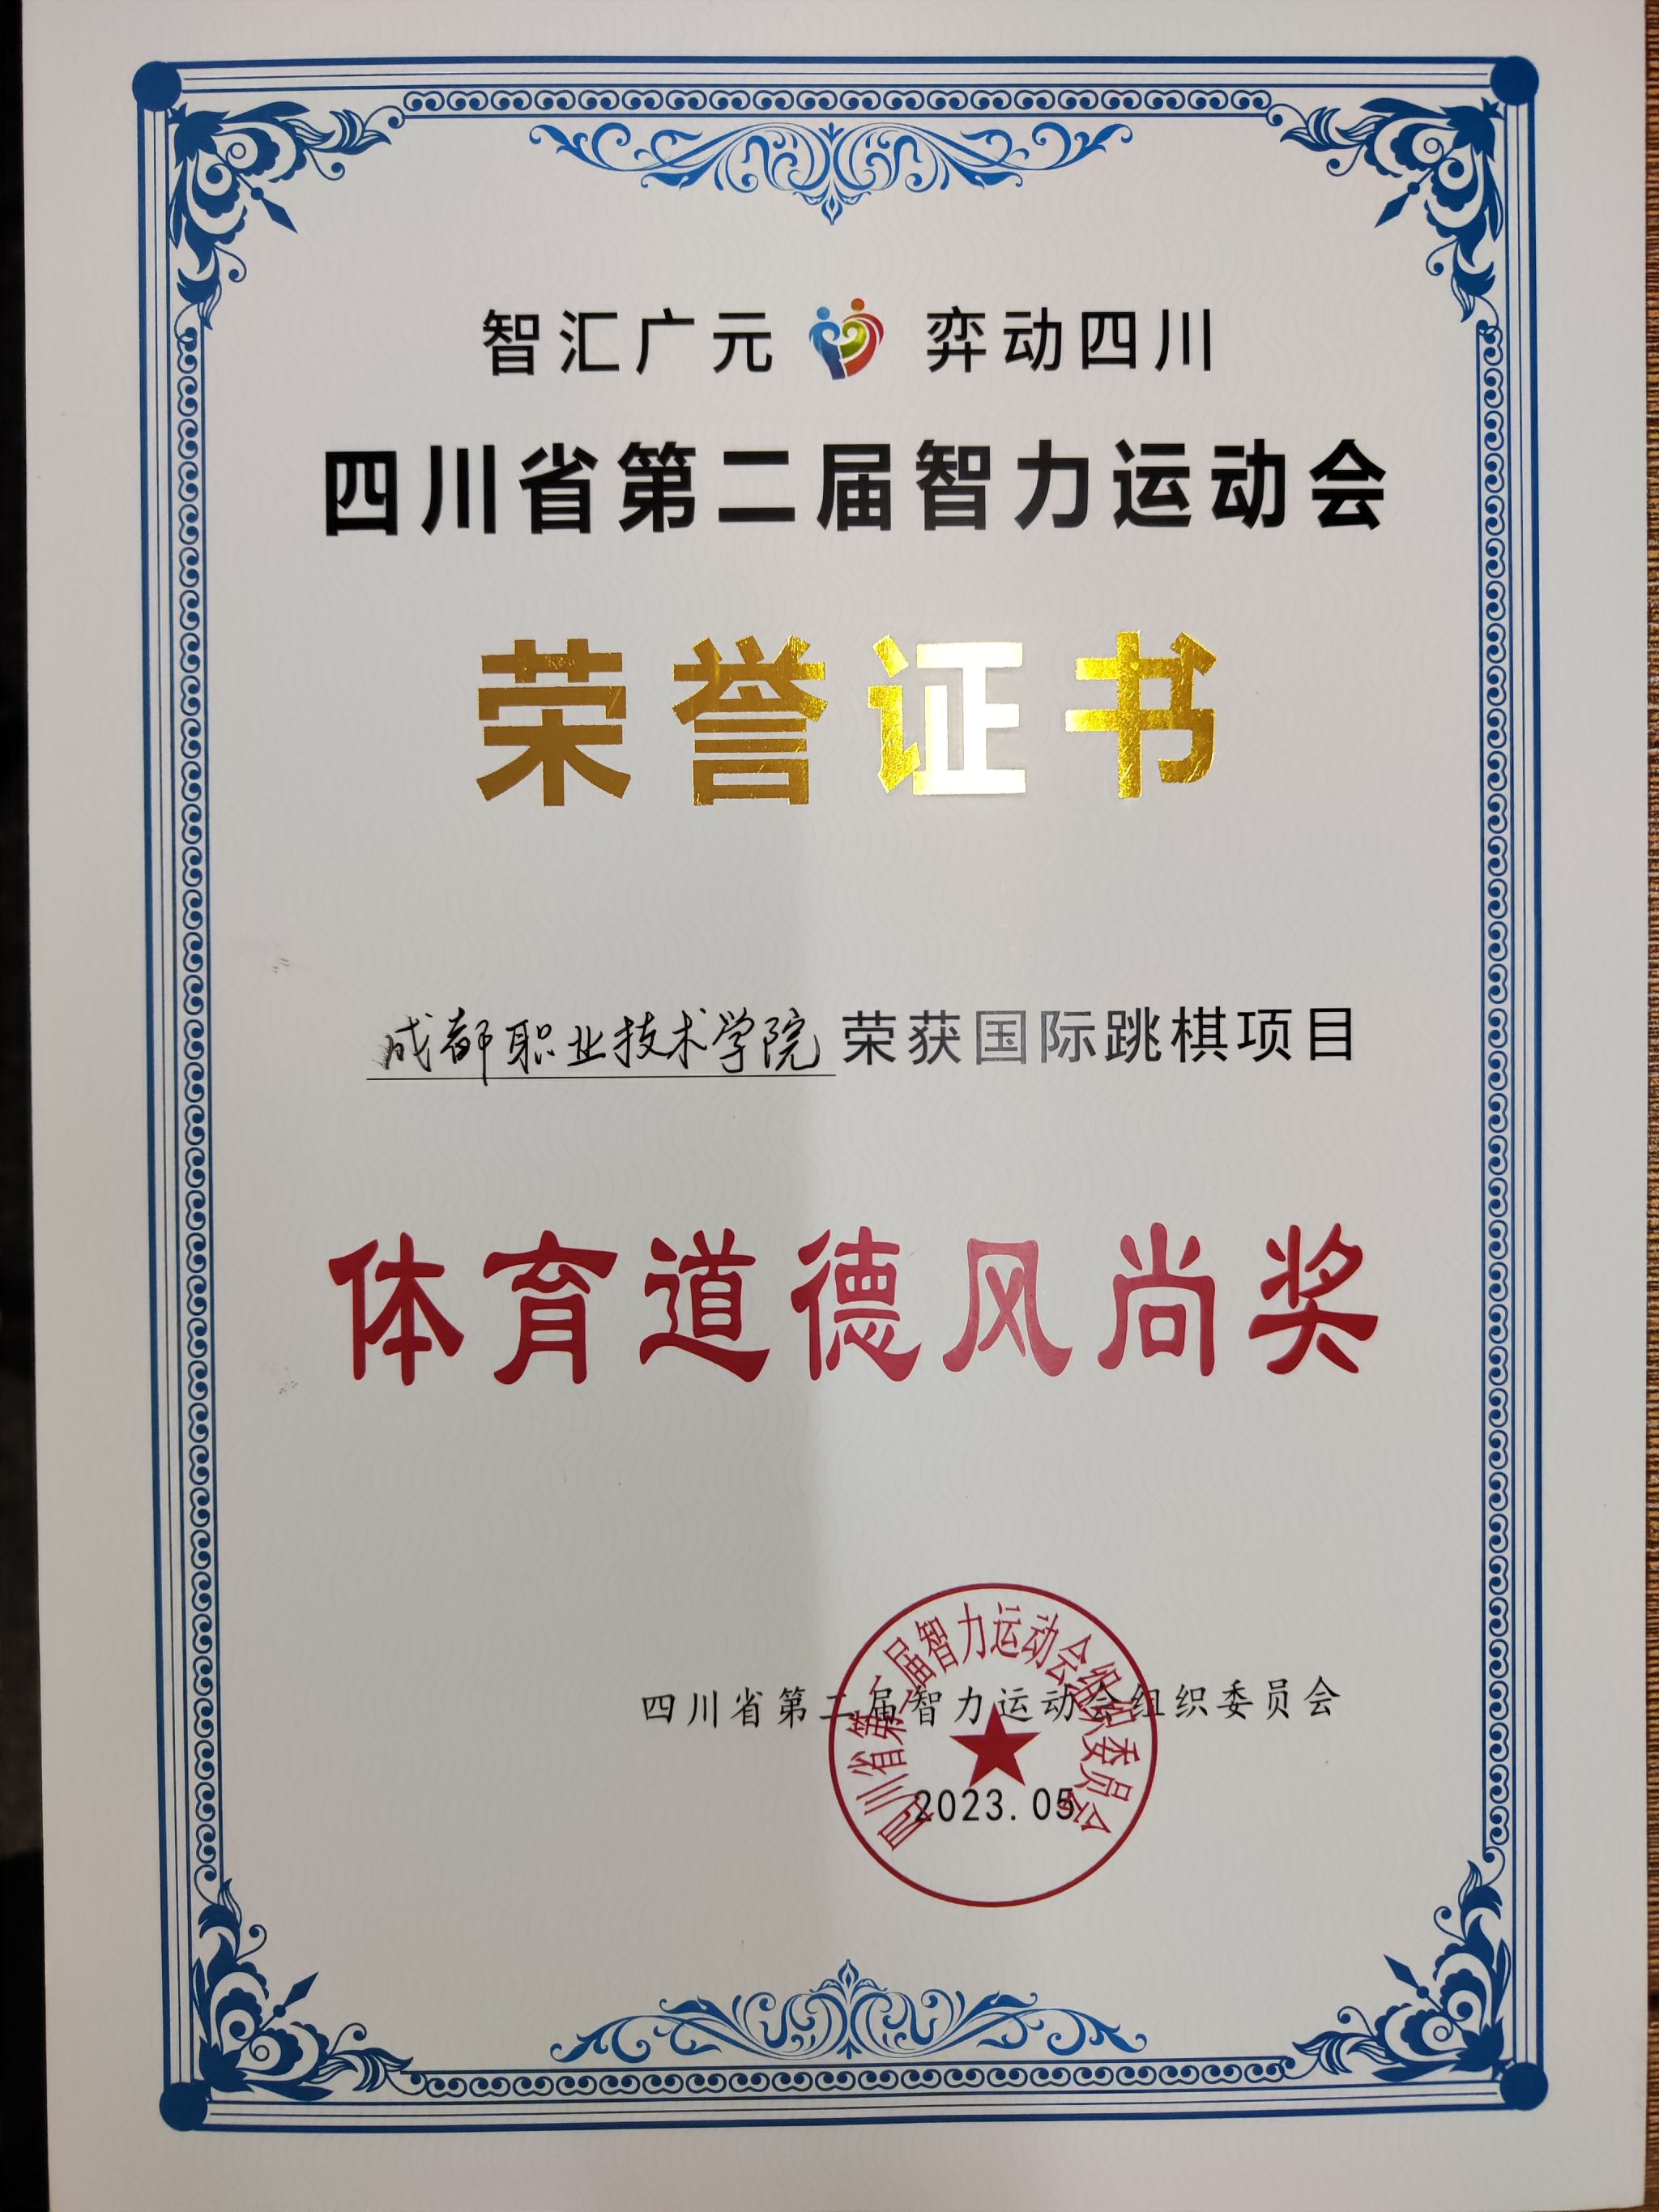 智汇广元 弈动四川
四川省第二届智力运动会
荣誉证书
成都职业技术学院荣获国际跳棋项目
体育道德风尚奖
四川省第二届智力运动会组织委员会
2023.05
四川省第二届智力运动会组织委员会